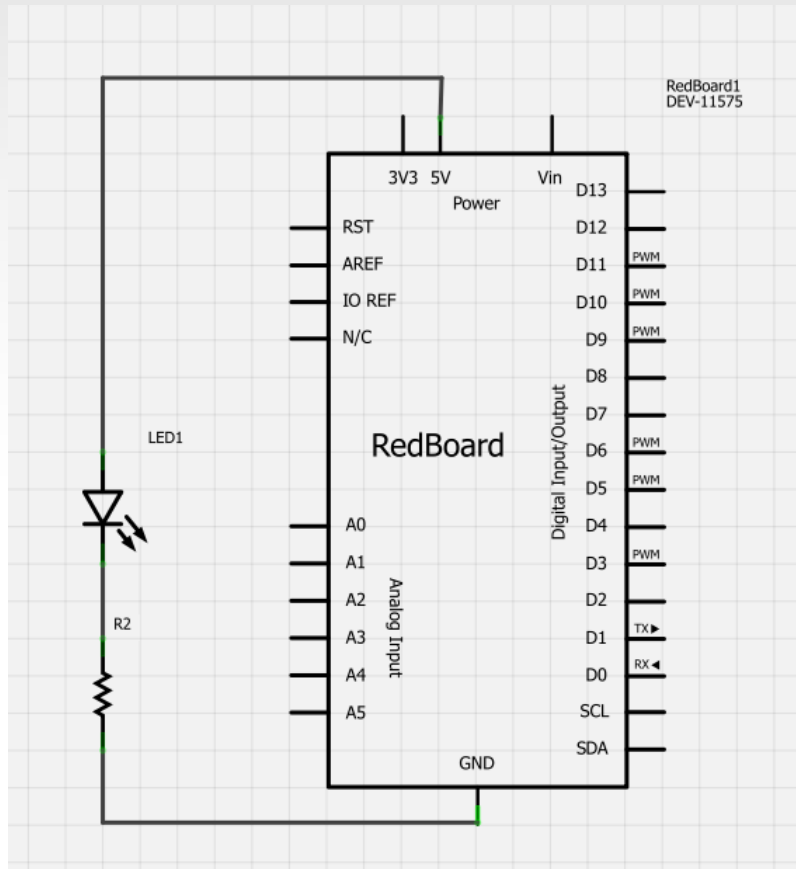 RedBoard1
DEV-11575
3V3 5V Vin
Power
D13
RST D12
AREF D11 PWM
IO REF D10 PWM
N/C D9 PWM
D8
D7
LED1 RedBoard D6 PWM
D5 PWM
Digital Input/Output
A0 D4
A1 D3 PWM
A2 D2
R2
Analog Input
A3 D1 TX
A4 D0 RX
A5 SCL
SDA
GND